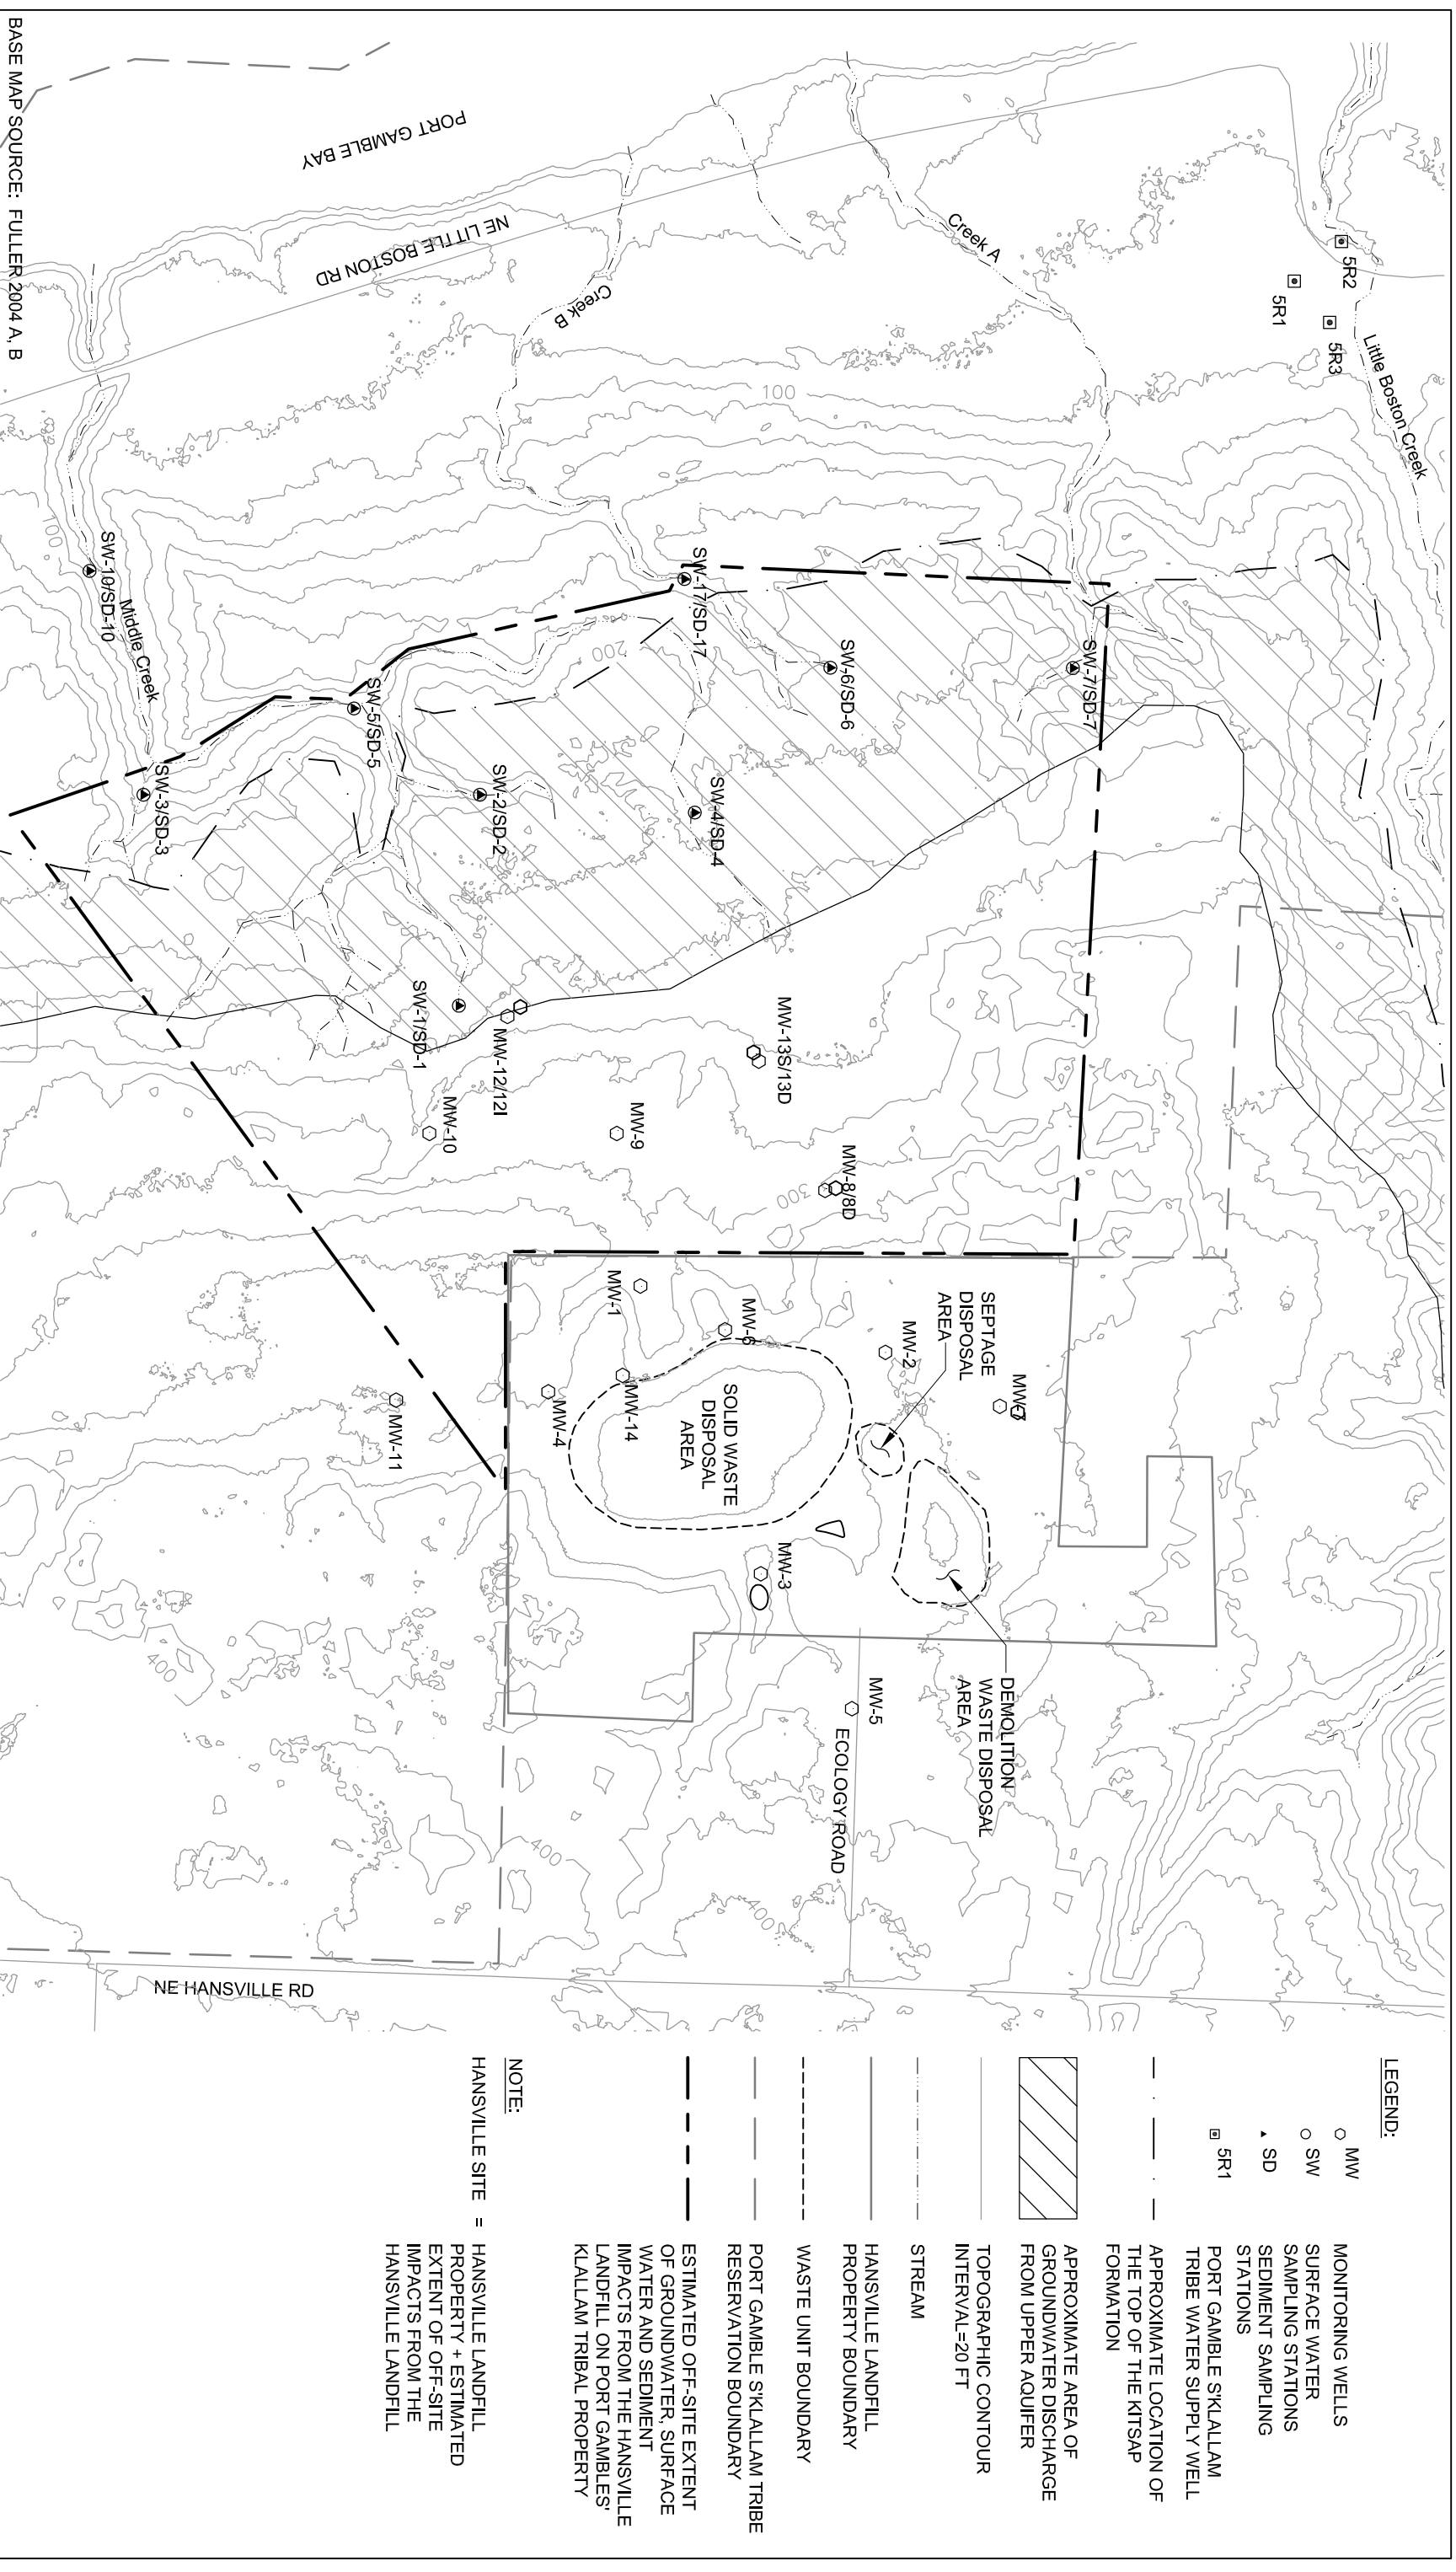 BASE MAP SOURCE: FULLER 2004 A, B
PORT GAMBLE BAY
NE LITTLE BOSTON RD
Creek A
Creek B
Little Boston Creek
Middle Creek
5R2
5R1
5R3
100
100
200
300
400
400
400
SW-10/SD-10
SW-17/SD-17
SW-7/SD-7
SW-6/SD-6
SW-5/SD-5
SW-4/SD-4
SW-3/SD-3
SW-2/SD-2
SW-1/SD-1
MW-12/12I
MW-13S/13D
MW-10
MW-9
MW-8/8D
MW-1
MW-6
MW-2
MW-7
MW-14
MW-4
MW-11
MW-3
MW-5
SEPTAGE
DISPOSAL
AREA
SOLID WASTE
DISPOSAL
AREA
DEMOLITION
WASTE DISPOSAL
AREA
ECOLOGY ROAD
NE HANSVILLE RD
LEGEND:
MW MONITORING WELLS
SW SURFACE WATER
SAMPLING STATIONS
SD SEDIMENT SAMPLING
STATIONS
5R1 PORT GAMBLE S'KLALLAM
TRIBE WATER SUPPLY WELL
APPROXIMATE LOCATION OF
THE TOP OF THE KITSAP
FORMATION
APPROXIMATE AREA OF
GROUNDWATER DISCHARGE
FROM UPPER AQUIFER
TOPOGRAPHIC CONTOUR
INTERVAL=20 FT
STREAM
HANSVILLE LANDFILL
PROPERTY BOUNDARY
WASTE UNIT BOUNDARY
PORT GAMBLE S'KLALLAM TRIBE
RESERVATION BOUNDARY
ESTIMATED OFF-SITE EXTENT
OF GROUNDWATER, SURFACE
WATER AND SEDIMENT
IMPACTS FROM THE HANSVILLE
LANDFILL ON PORT GAMBLES'
KLALLAM TRIBAL PROPERTY
NOTE:
HANSVILLE SITE = HANSVILLE LANDFILL
PROPERTY + ESTIMATED
EXTENT OF OFF-SITE
IMPACTS FROM THE
HANSVILLE LANDFILL